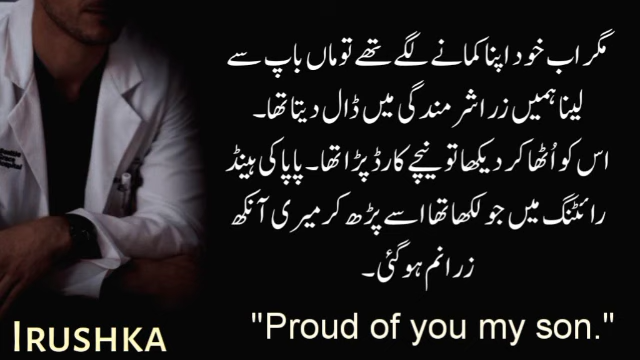 مگر اب خود اپنا کمانے لگے تھے تو ماں باپ سے
لینا ہمیں ذرا شرمندگی میں ڈال دیتا تھا۔
اس کو اُٹھا کر دیکھا تو نیچے کارڈ پڑا تھا۔ پاپا کی ہینڈ
رائٹنگ میں جو لکھا تھا اسے پڑھ کر میری آنکھ
زرا نم ہو گئی۔
"Proud of you my son."
IRUSHKA